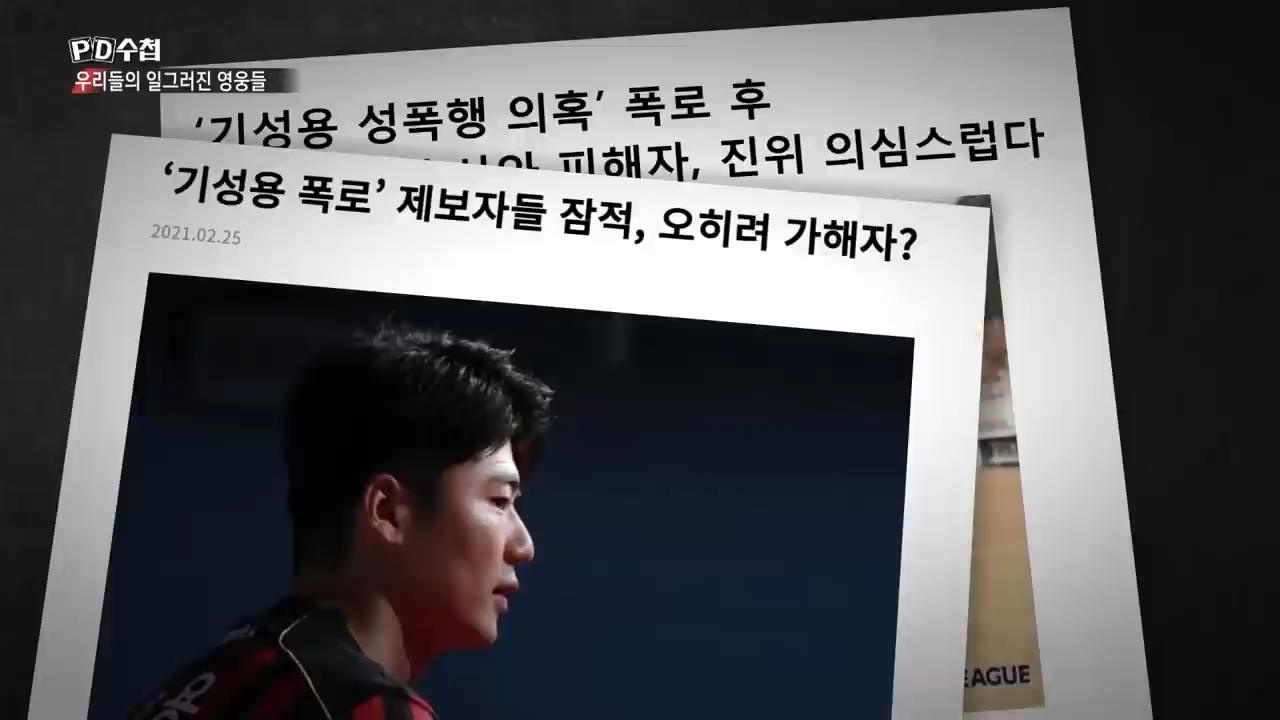 PD수첩
우리들의 일그러진 영웅들
‘기성용 성폭행 의혹’ 폭로 후
피해자, 진위 의심스럽다
‘기성용 폭로’ 제보자들 잠적, 오히려 가해자?
2021.02.25
EAGUE